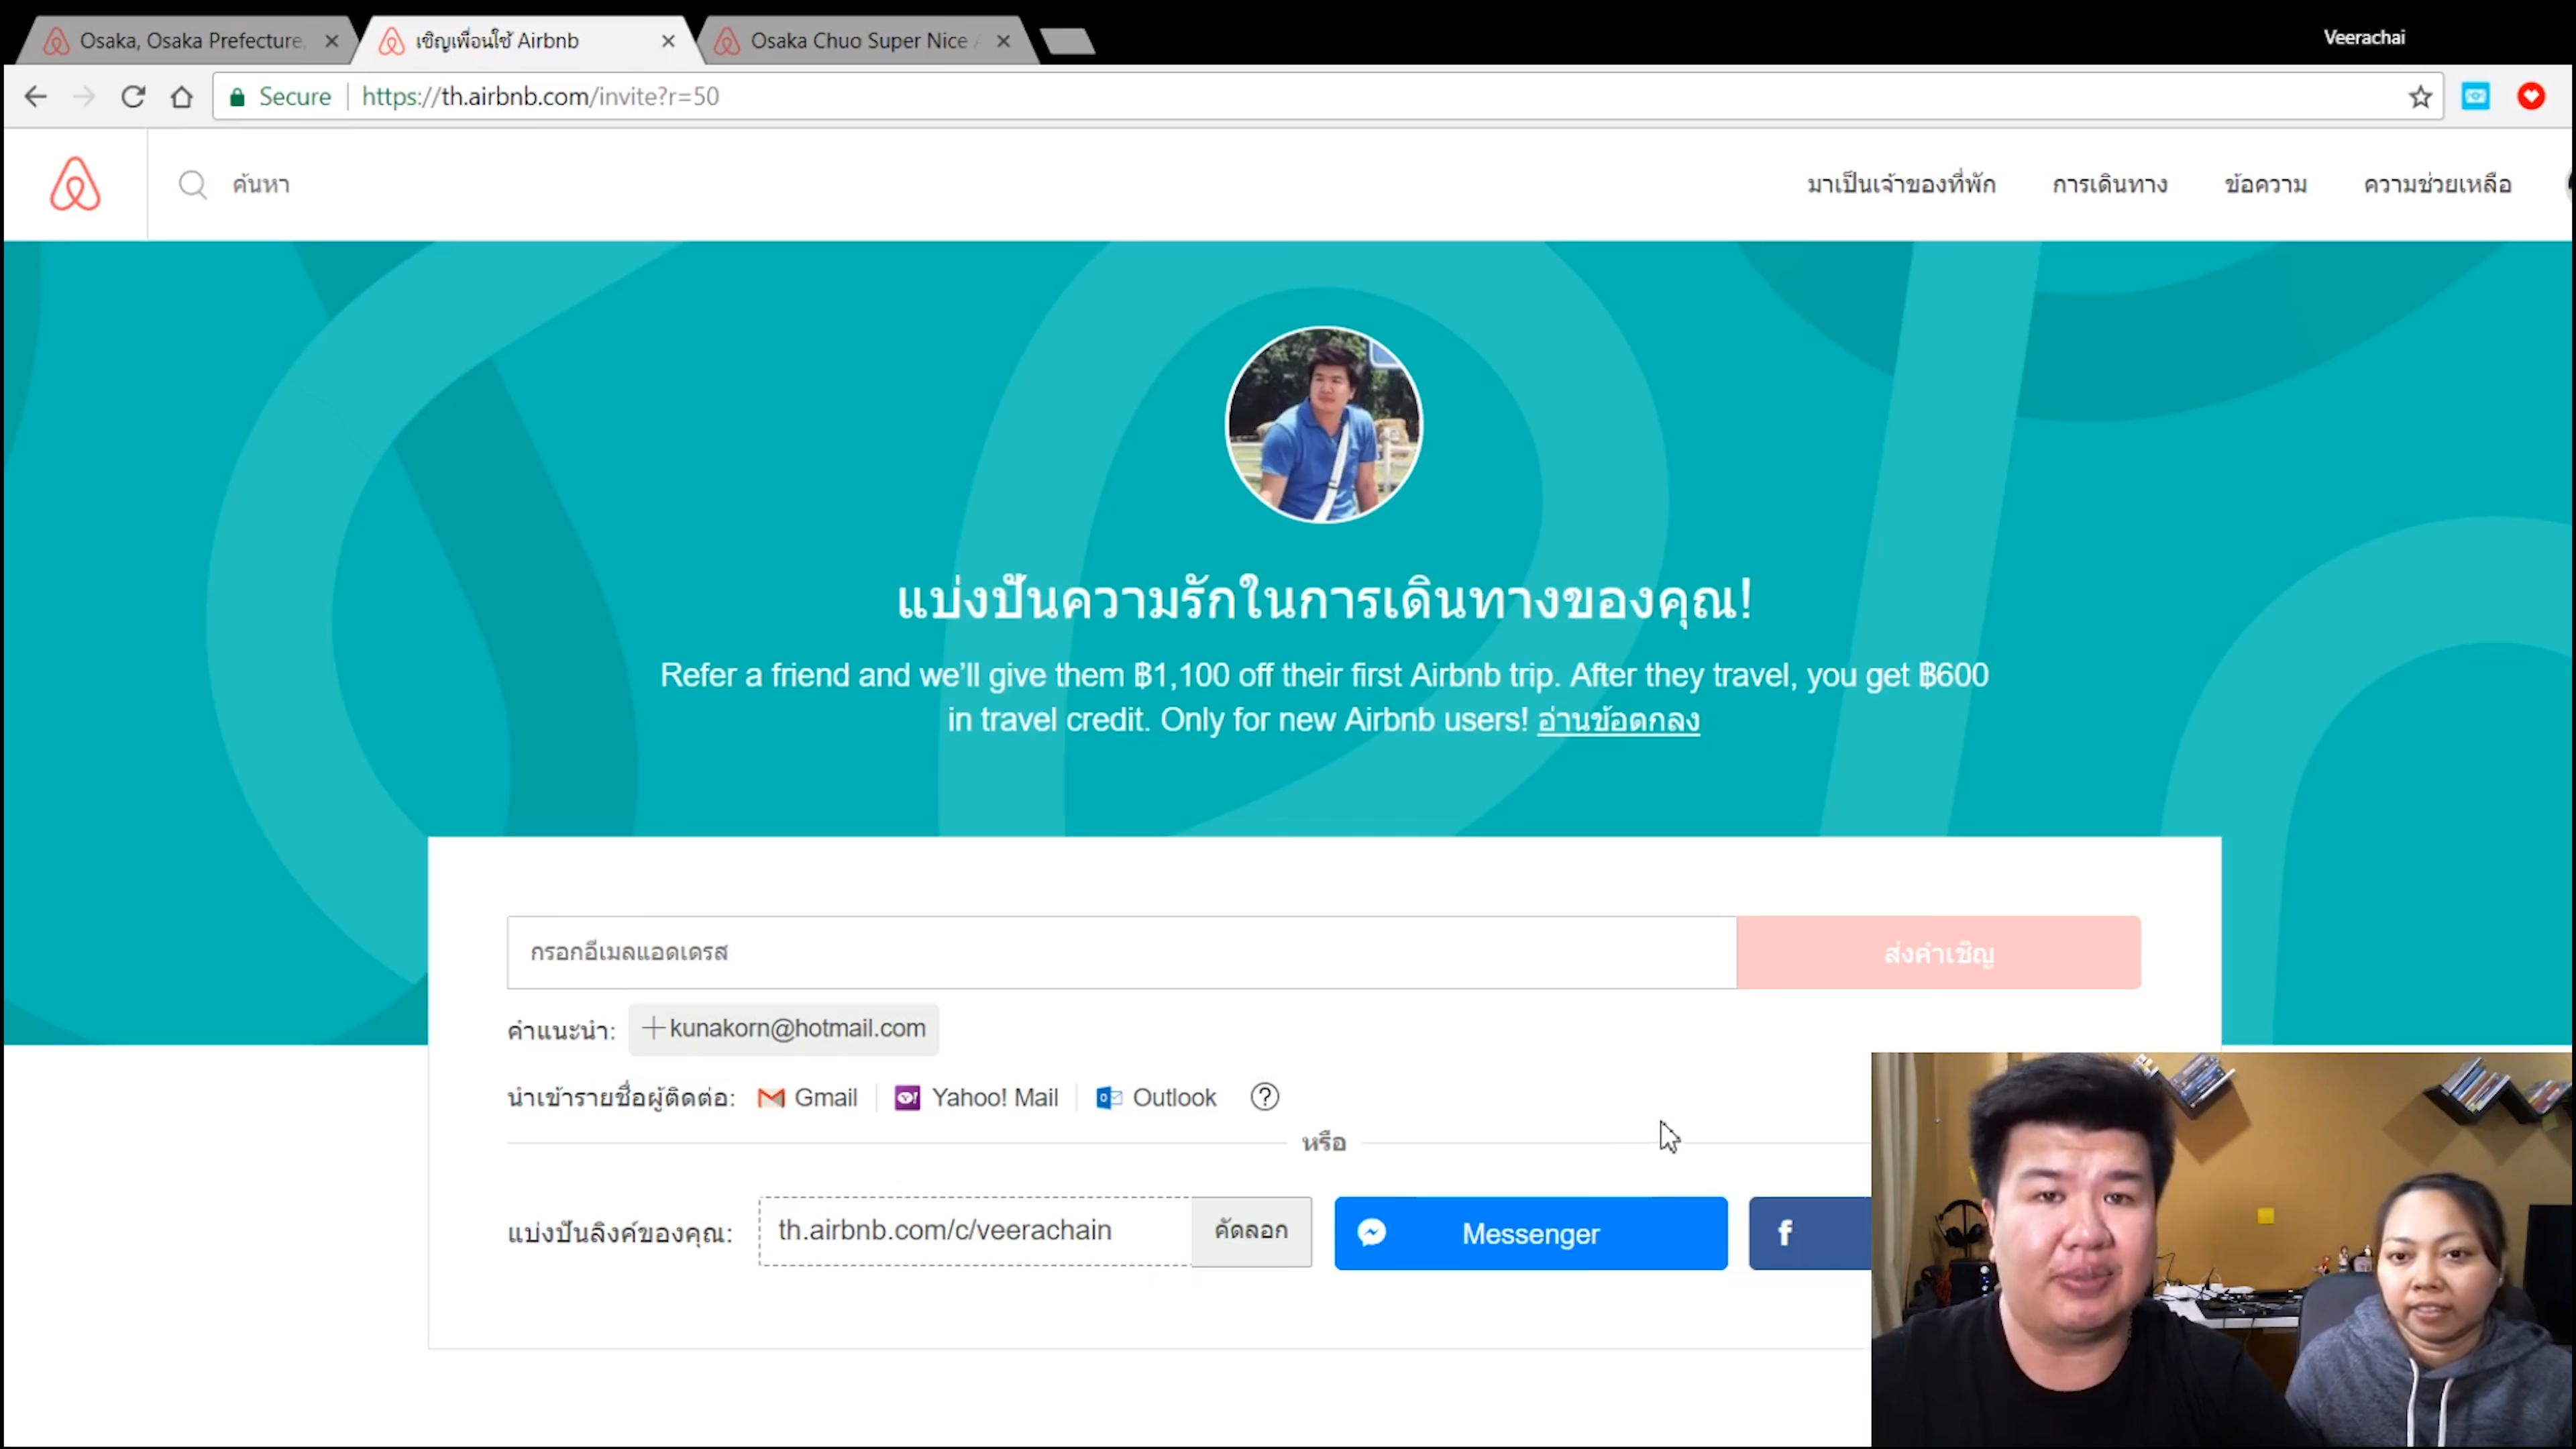 Osaka, Osaka Prefecture,
เชิญเพื่อนใช้ Airbnb
Osaka Chuo Super Nice
Veerachai
Secure
https://th.airbnb.com/invite?r=50
ค้นหา
มาเป็นเจ้าของที่พัก
การเดินทาง
ข้อความ
ความช่วยเหลือ
แบ่งปันความรักในการเดินทางของคุณ!
Refer a friend and we'll give them ฿1,100 off their first Airbnb trip. After they travel, you get ฿600
in travel credit. Only for new Airbnb users! อ่านข้อตกลง
กรอกอีเมลแอดเดรส
ส่งคำเชิญ
คำแนะนำ: +kunakorn@hotmail.com
นำเข้ารายชื่อผู้ติดต่อ: Gmail Yahoo! Mail Outlook ?
หรือ
แบ่งปันลิงค์ของคุณ: th.airbnb.com/c/veerachain คัดลอก Messenger f